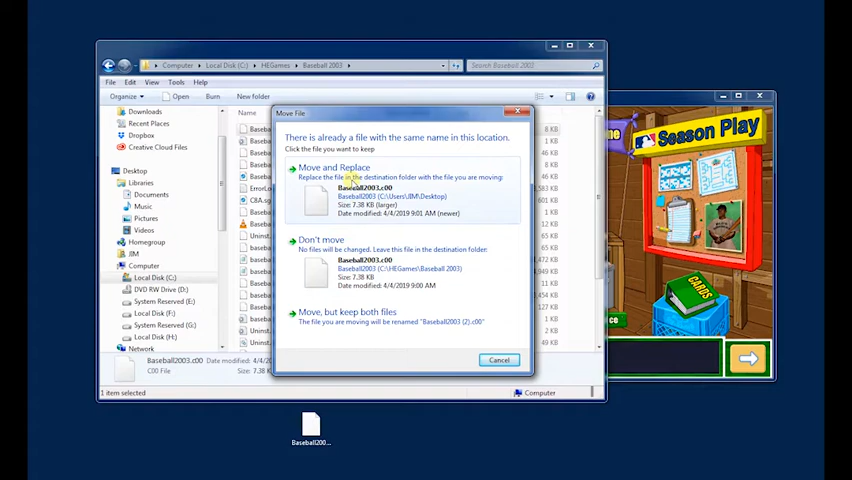 Computer
Local Disk (C:)
HEGames
Baseball 2003
Search Baseball 2003
File Edit View Tools Help
Organize
Open
Burn
New folder
Downloads
Recent Places
Dropbox
Creative Cloud Files
Desktop
Libraries
Documents
Music
Pictures
Videos
Homegroup
JIM
Computer
Local Disk (C:)
DVD RW Drive (D:)
System Reserved (E:)
Local Disk (F:)
System Reserved (G:)
Local Disk (H:)
Network
Name
Move File
There is already a file with the same name in this location.
Click the file you want to keep
Move and Replace
Replace the file in the destination folder with the file you are moving:
Baseball2003.c00
Baseball2003 (C:\Users\JIM\Desktop)
Size: 7.38 KB (larger)
Date modified: 4/4/2019 9:01 AM (newer)
Don't move
No files will be changed. Leave this file in the destination folder:
Baseball2003.c00
Baseball2003 (C:\HEGames\Baseball 2003)
Size: 7.38 KB
Date modified: 4/4/2019 9:00 AM
Move, but keep both files
The file you are moving will be renamed "Baseball2003 (2).c00"
Cancel
Baseball2003.c00 Date modified: 4/4
C00 File
Size: 7.38
1 item selected
Computer
Baseball200...
Season Play
CARDS